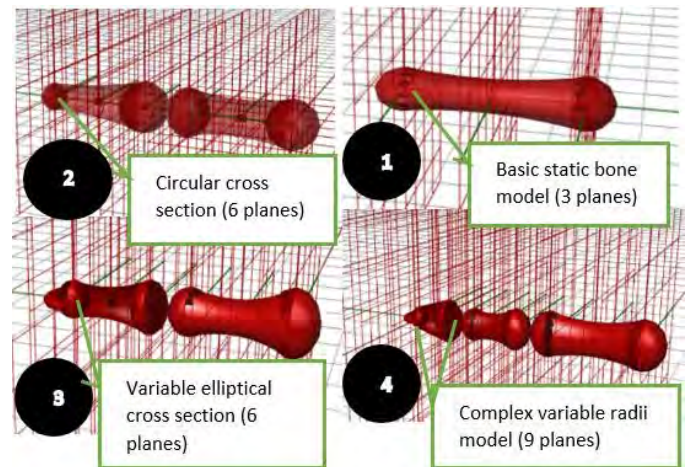 2
Circular cross
section (6 planes)
1
Basic static bone
model (3 planes)
3
Variable elliptical
cross section (6
planes)
4
Complex variable radii
model (9 planes)